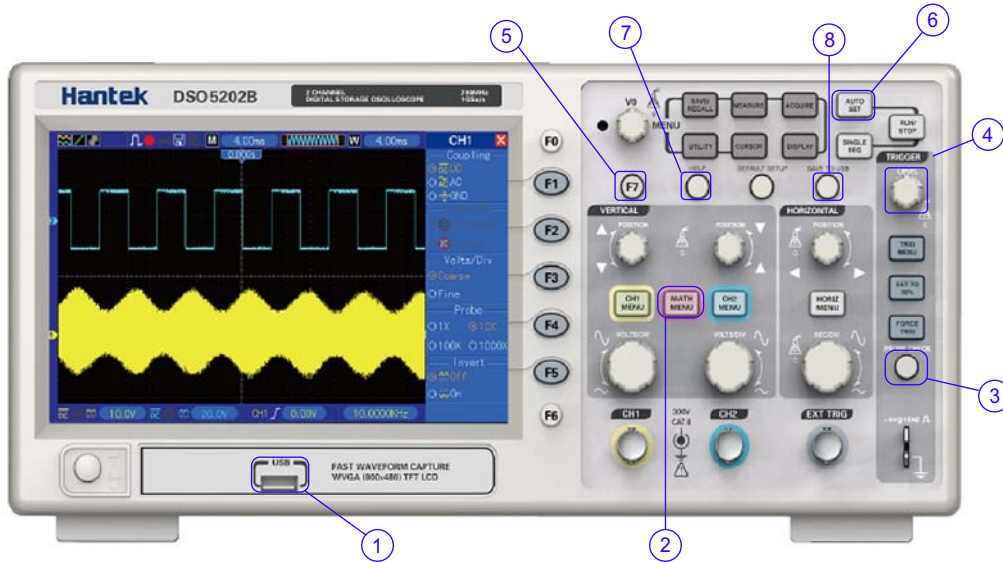 5
7
8
6
Hantek DSO5202B
2 CHANNEL
DIGITAL STORAGE OSCILLOSCOPE
200MHz
1GSa/s
M 4.00ms W 4.00ms
0.000s
CH1 X
Coupling
DC
AC
GND
Volts/Div
Coarse
Fine
Probe
1X 10X
100X 1000X
Invert
Off
On
10.0V 20.0V CH1 0.00V 10.0000KHz
F0
F1
F2
F3
F4
F5
F6
V0
MENU
SAVE/
RECALL
MEASURE
ACQUIRE
UTILITY
CURSOR
DISPLAY
AUTO
SET
RUN/
STOP
SINGLE
SEQ
F7
HELP
DEFAULT SETUP
SAVE TO USB
4
TRIGGER
TRIG
MENU
SET TO
50%
FORCE
TRIG
PROBE CHECK
VERTICAL
POSITION
POSITION
HORIZONTAL
POSITION
CH1
MENU
MATH
MENU
CH2
MENU
HORIZ
MENU
VOLTS/DIV
VOLTS/DIV
SEC/DIV
3
CH1
300V
CAT II
CH2
EXT TRIG
USB
FAST WAVEFORM CAPTURE
WVGA (800x480) TFT LCD
1
2